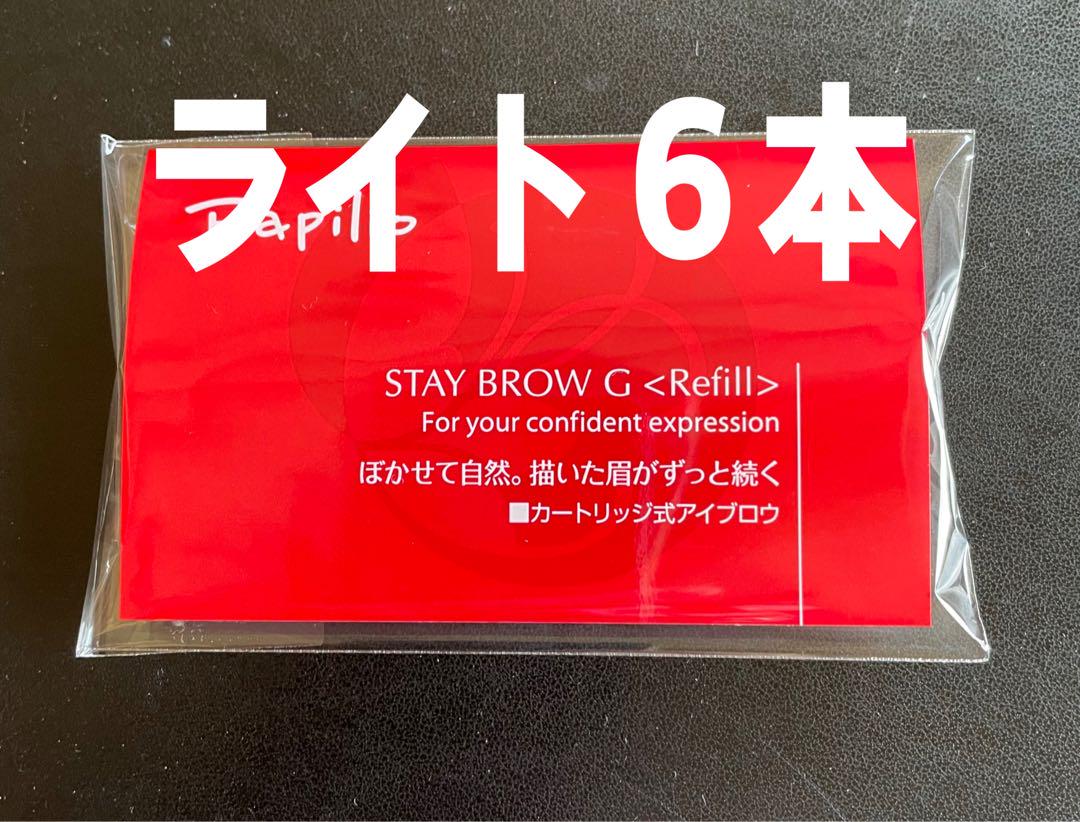 ライト６本
STAY BROW G <Refill>
For your confident expression
ぼかせて自然。描いた眉がずっと続く
■カートリッジ式アイブロウ